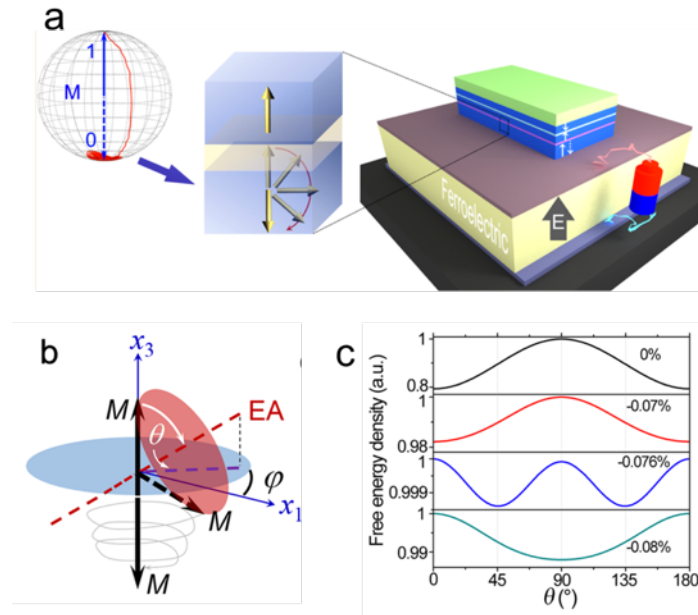 a
1
M
0
Ferroelectric
E
b
x₃
M
EA
θ
φ
x₁
M
M
c
Free energy density (a.u.)
1
0%
0.8
1
-0.07%
0.98
1
-0.076%
0.999
1
-0.08%
0.99
0 45 90 135 180
θ (°)